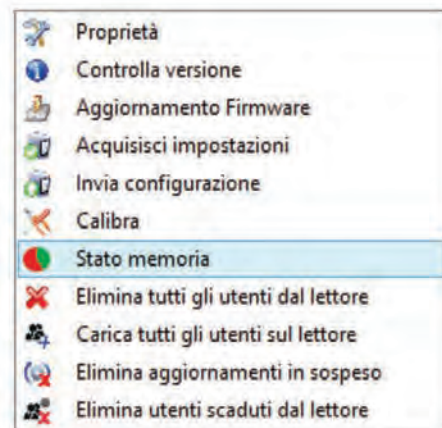 Proprietà
Controlla versione
Aggiornamento Firmware
Acquisisci impostazioni
Invia configurazione
Calibra
Stato memoria
Elimina tutti gli utenti dal lettore
Carica tutti gli utenti sul lettore
Elimina aggiornamenti in sospeso
Elimina utenti scaduti dal lettore